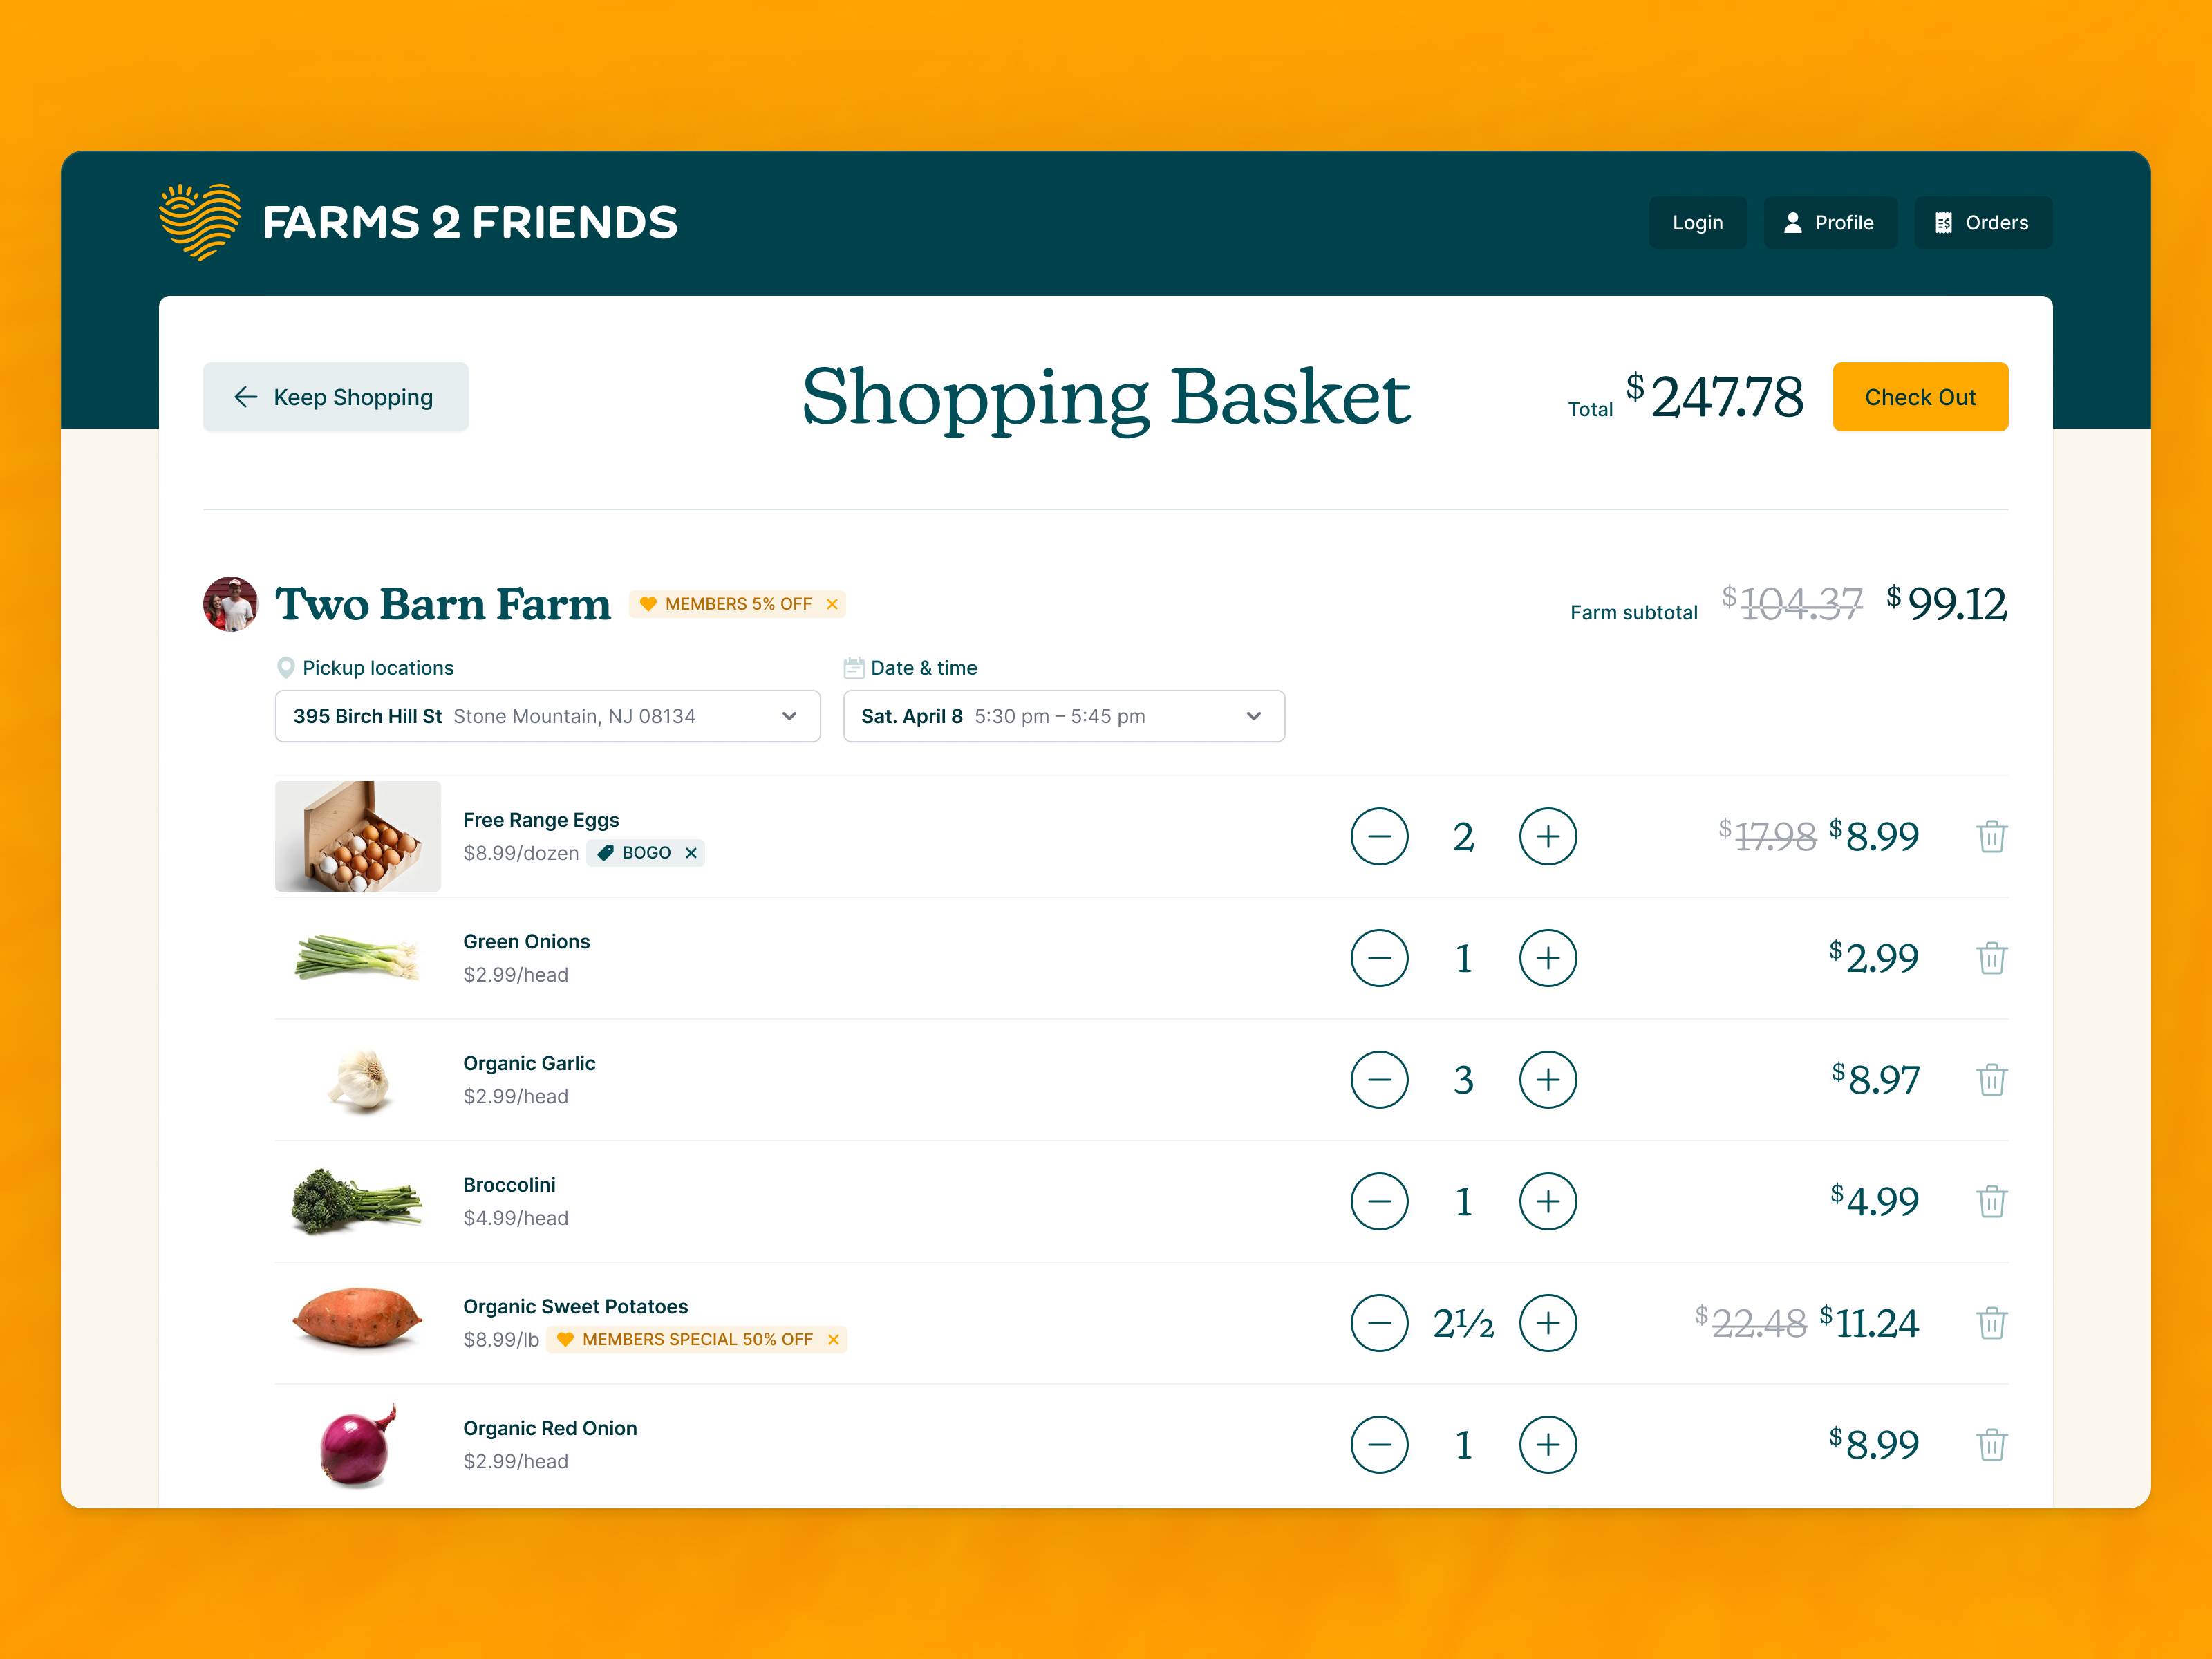 FARMS 2 FRIENDS
Login
Profile
Orders
Keep Shopping
Shopping Basket
Total $247.78
Check Out
Two Barn Farm
MEMBERS 5% OFF
Farm subtotal $104.37 $99.12
Pickup locations
Date & time
395 Birch Hill St Stone Mountain, NJ 08134
Sat. April 8 5:30 pm – 5:45 pm
Free Range Eggs
$8.99/dozen BOGO
2
$17.98 $8.99
Green Onions
$2.99/head
1
$2.99
Organic Garlic
$2.99/head
3
$8.97
Broccolini
$4.99/head
1
$4.99
Organic Sweet Potatoes
$8.99/lb MEMBERS SPECIAL 50% OFF
2½
$22.48 $11.24
Organic Red Onion
$2.99/head
1
$8.99